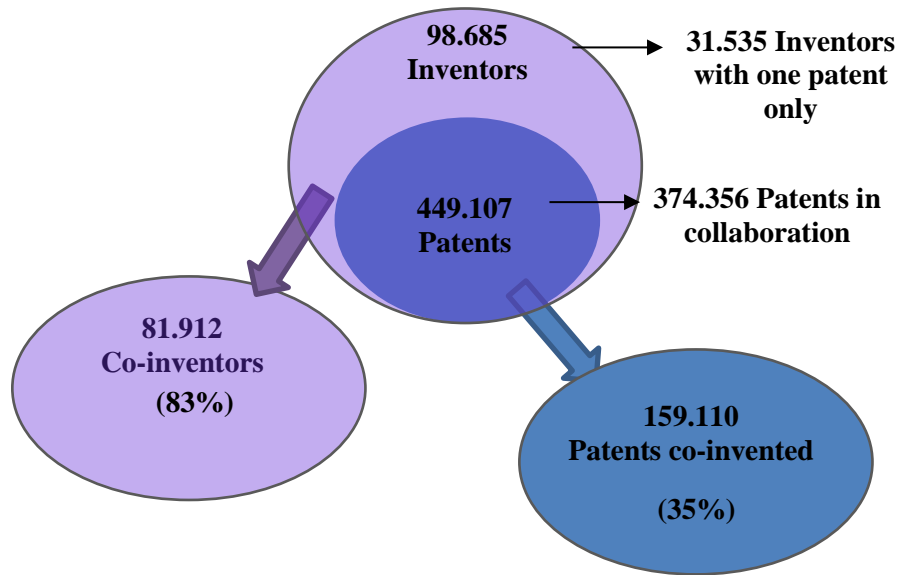 98.685
Inventors
31.535 Inventors
with one patent
only
449.107
Patents
374.356 Patents in
collaboration
81.912
Co-inventors
(83%)
159.110
Patents co-invented
(35%)